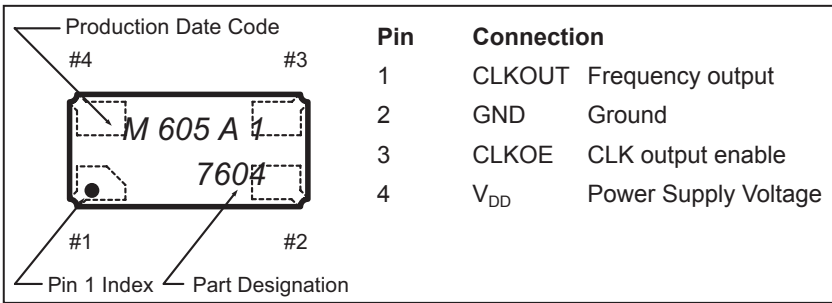 Production Date Code
#4 #3
M 605 A 1
7604
#1 #2
Pin 1 Index Part Designation
Pin Connection
1 CLKOUT Frequency output
2 GND Ground
3 CLKOE CLK output enable
4 VDD Power Supply Voltage